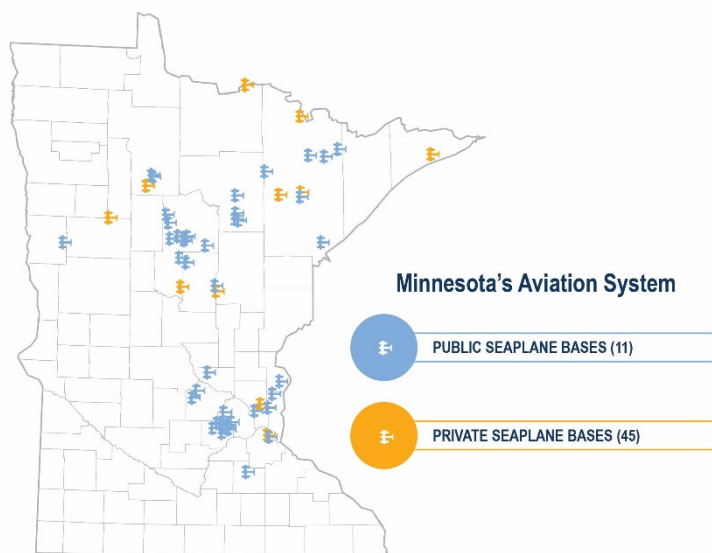 Minnesota’s Aviation System
PUBLIC SEAPLANE BASES (11)
PRIVATE SEAPLANE BASES (45)